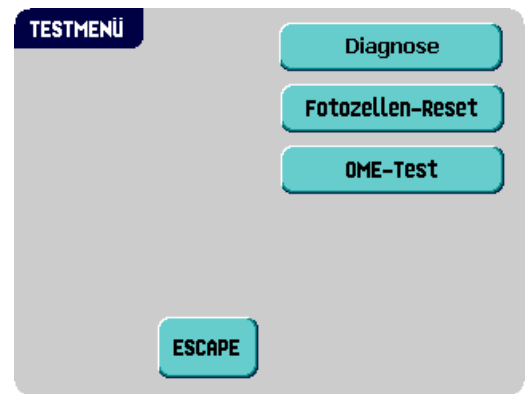 TESTMENÜ
Diagnose
Fotozellen-Reset
OME-Test
ESCAPE